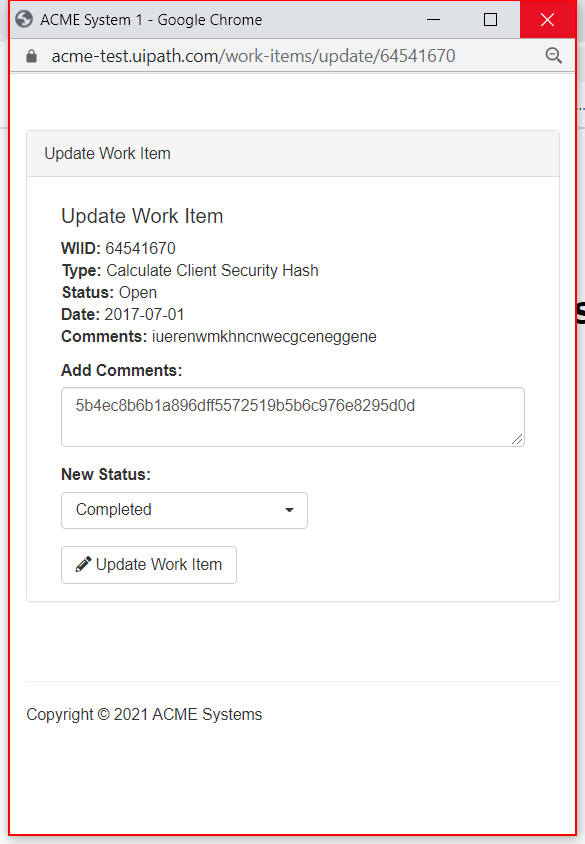 ACME System 1 - Google Chrome
acme-test.uipath.com/work-items/update/64541670
Update Work Item
Update Work Item
WIID: 64541670
Type: Calculate Client Security Hash
Status: Open
Date: 2017-07-01
Comments: iuerenwmkhncnwecgceneggene
Add Comments:
5b4ec8b6b1a896dff5572519b5b6c976e8295d0d
New Status:
Completed
Update Work Item
Copyright © 2021 ACME Systems